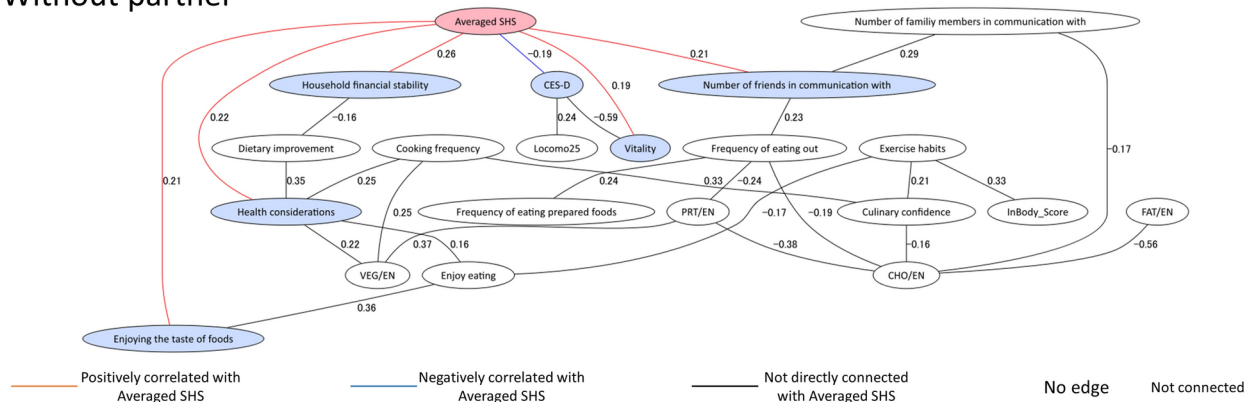 Without partner
Averaged SHS
Number of familiy members in communication with
0.26
−0.19
0.21
0.29
Household financial stability
CES-D
0.19
Number of friends in communication with
0.22
−0.16
0.24
−0.59
0.23
Dietary improvement
Cooking frequency
Locomo25
Vitality
Frequency of eating out
Exercise habits
−0.17
0.21
0.35
0.25
0.24
0.33
−0.24
0.21
0.33
Health considerations
0.25
Frequency of eating prepared foods
PRT/EN
−0.17
−0.19
Culinary confidence
InBody_Score
FAT/EN
0.22
0.37
0.16
−0.38
−0.16
−0.56
VEG/EN
Enjoy eating
CHO/EN
0.36
Enjoying the taste of foods
Positively correlated with
Averaged SHS
Negatively correlated with
Averaged SHS
Not directly connected
with Averaged SHS
No edge
Not connected